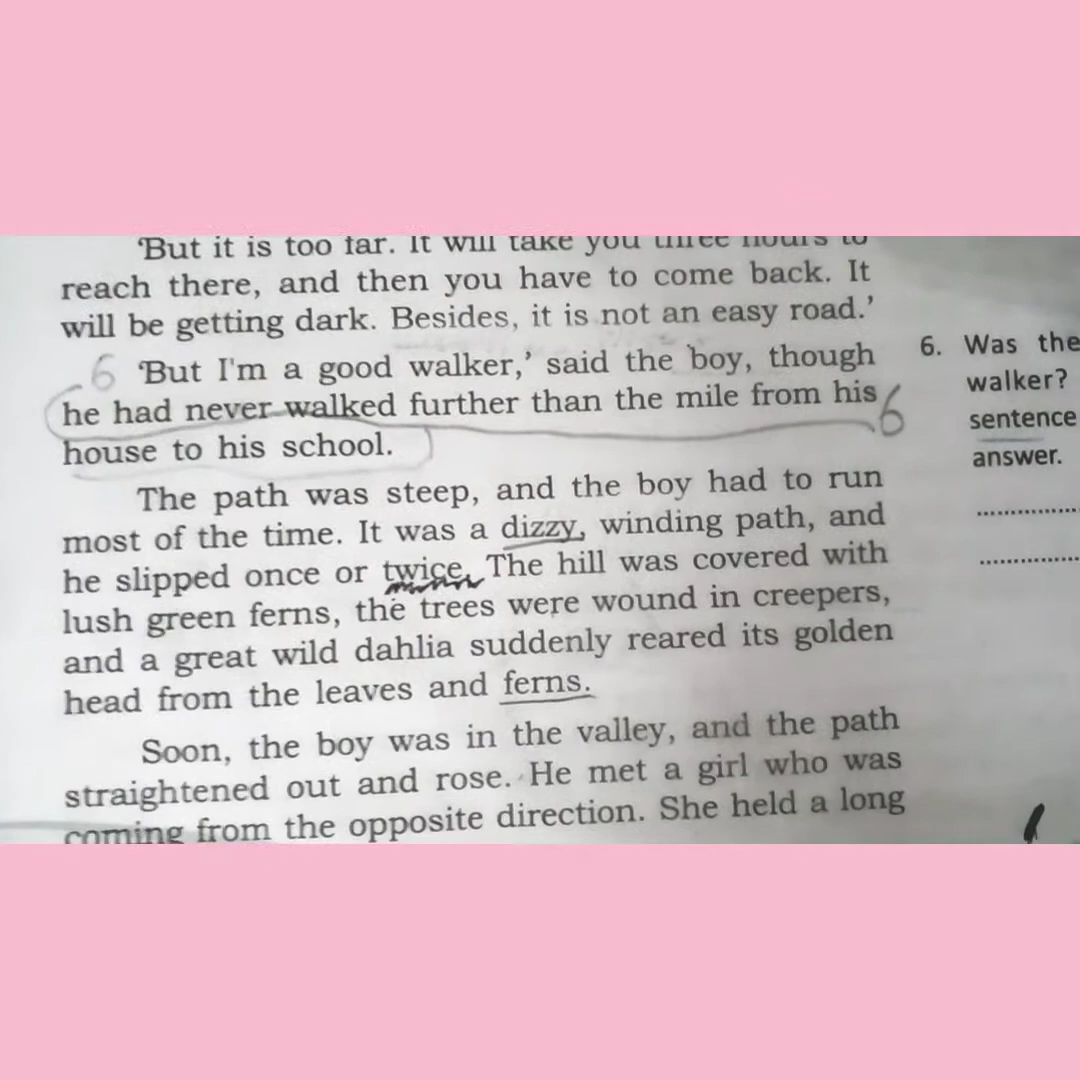 'But it is too far. It will take you three hours to
reach there, and then you have to come back. It
will be getting dark. Besides, it is not an easy road.'
6 'But I'm a good walker,' said the boy, though
he had never walked further than the mile from his 6
house to his school.
The path was steep, and the boy had to run
most of the time. It was a dizzy, winding path, and
he slipped once or twice. The hill was covered with
lush green ferns, the trees were wound in creepers,
and a great wild dahlia suddenly reared its golden
head from the leaves and ferns.
Soon, the boy was in the valley, and the path
straightened out and rose. He met a girl who was
coming from the opposite direction. She held a long
6. Was the
walker?
sentence
answer.